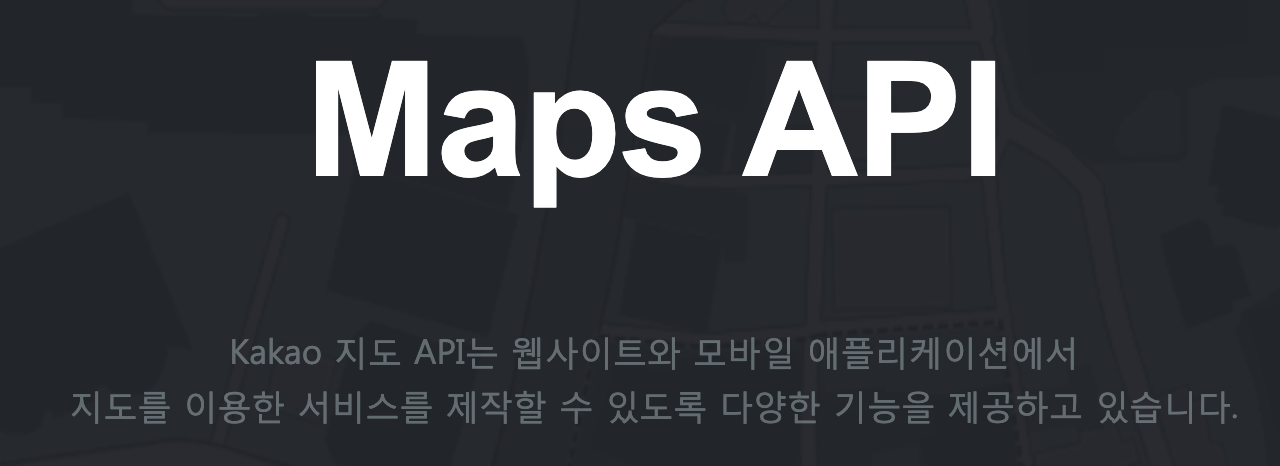 Maps API
Kakao 지도 API는 웹사이트와 모바일 애플리케이션에서
지도를 이용한 서비스를 제작할 수 있도록 다양한 기능을 제공하고 있습니다.